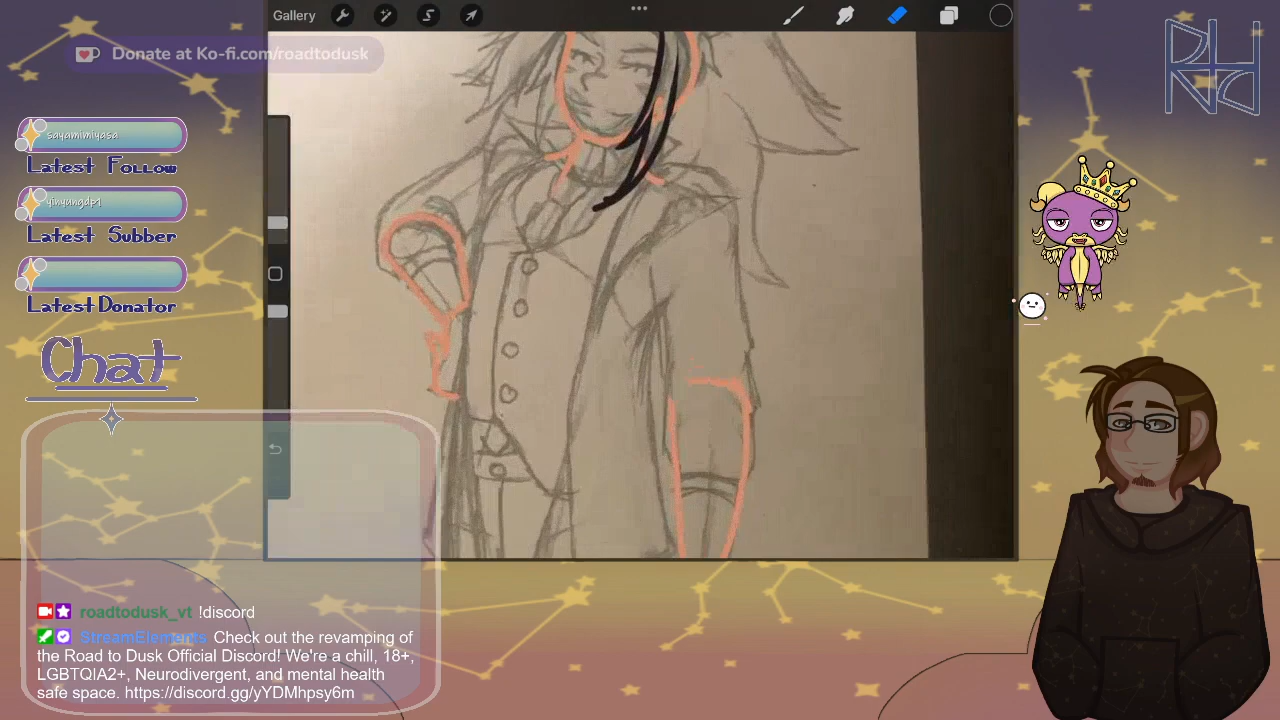 Gallery
Donate at Ko-fi.com/roadtodusk
RtD
sayamimiyasa
Latest Follow
yinyungdp1
Latest Subber
Latest Donator
Chat
roadtodusk_vt !discord
StreamElements Check out the revamping of
the Road to Dusk Official Discord! We're a chill, 18+,
LGBTQIA2+, Neurodivergent, and mental health
safe space. https://discord.gg/yYDMhpsy6m